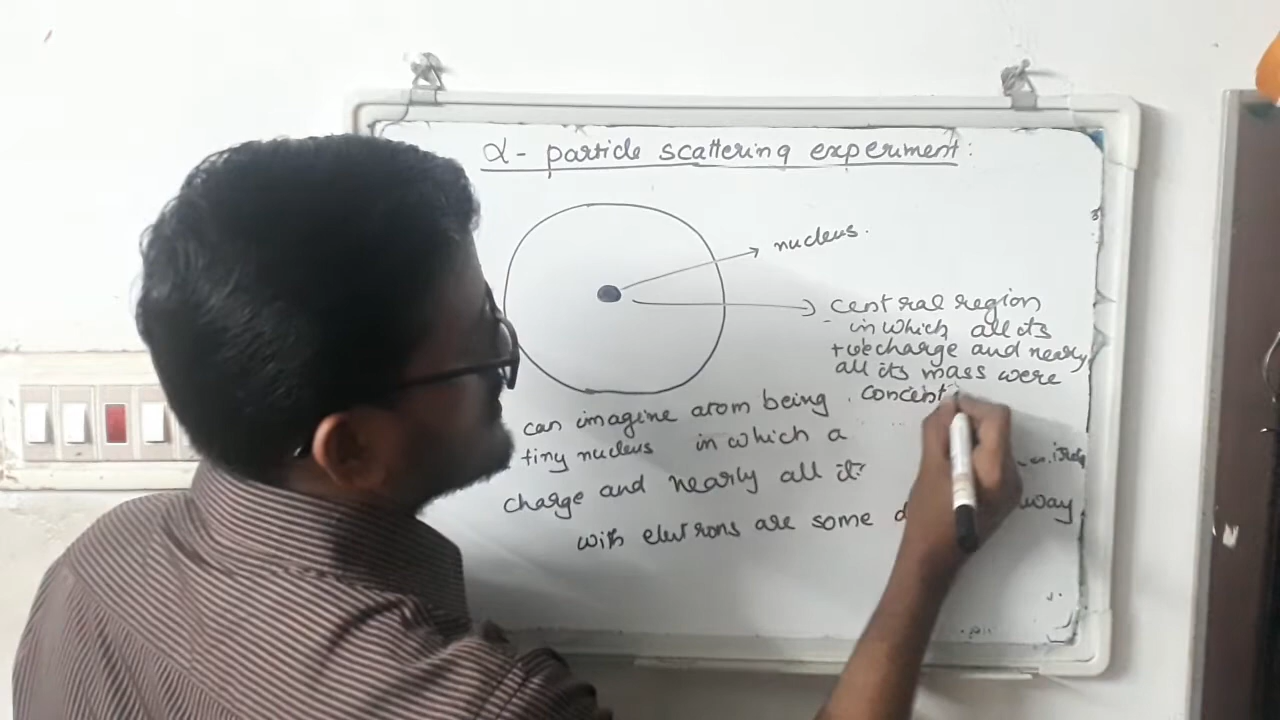 α - particle scattering experiment:
nucleus.
central region
in which all its
+ve charge and nearly
all its mass were
concent
can imagine atom being
tiny nucleus in which a
charge and nearly all it
with eletrons are some d way